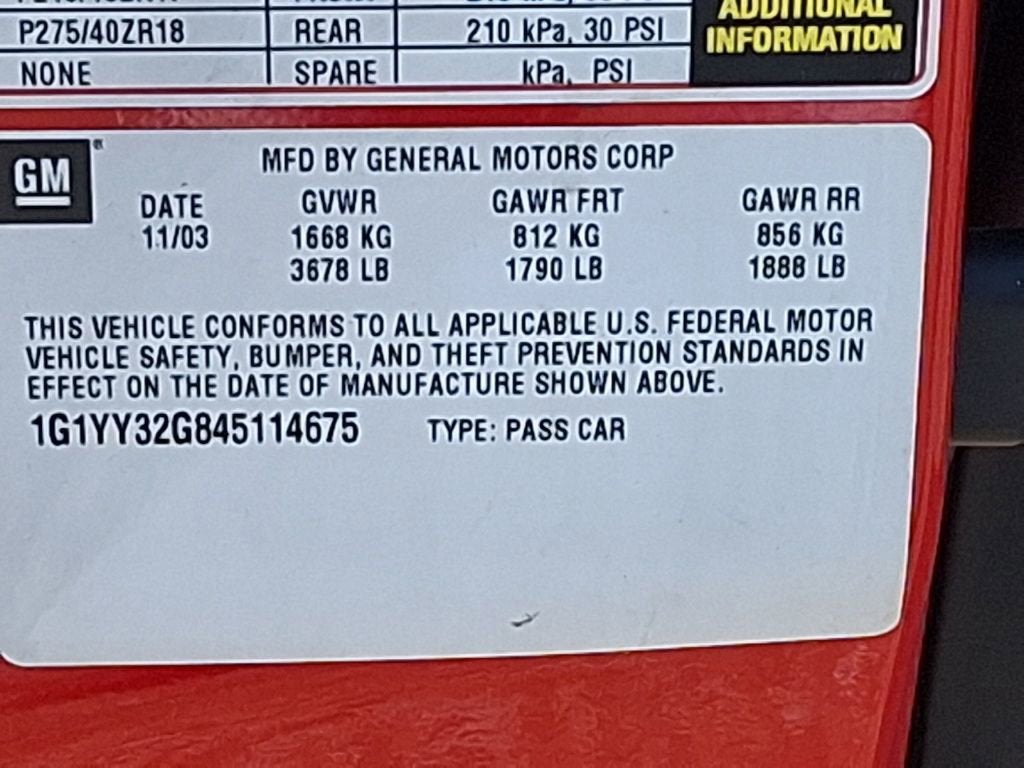 P275/40ZR18 REAR 210 kPa, 30 PSI
NONE SPARE kPa, PSI
ADDITIONAL
INFORMATION
GM
MFD BY GENERAL MOTORS CORP
DATE GVWR GAWR FRT GAWR RR
11/03 1668 KG 812 KG 856 KG
3678 LB 1790 LB 1888 LB
THIS VEHICLE CONFORMS TO ALL APPLICABLE U.S. FEDERAL MOTOR
VEHICLE SAFETY, BUMPER, AND THEFT PREVENTION STANDARDS IN
EFFECT ON THE DATE OF MANUFACTURE SHOWN ABOVE.
1G1YY32G845114675 TYPE: PASS CAR